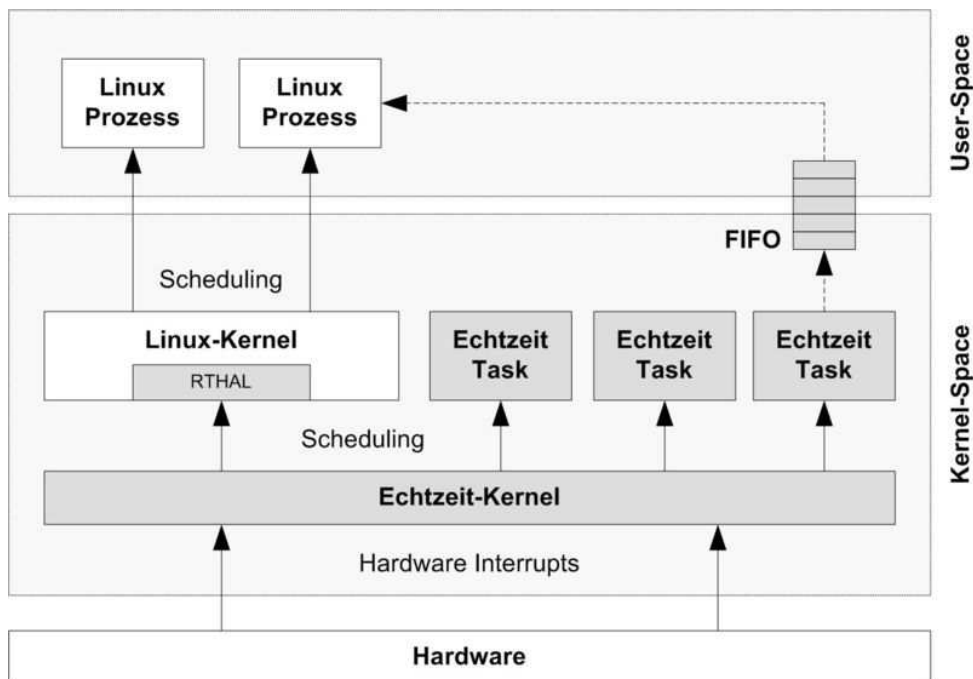 Linux
Prozess
Linux
Prozess
User-Space
FIFO
Scheduling
Linux-Kernel
RTHAL
Echtzeit
Task
Echtzeit
Task
Echtzeit
Task
Kernel-Space
Scheduling
Echtzeit-Kernel
Hardware Interrupts
Hardware